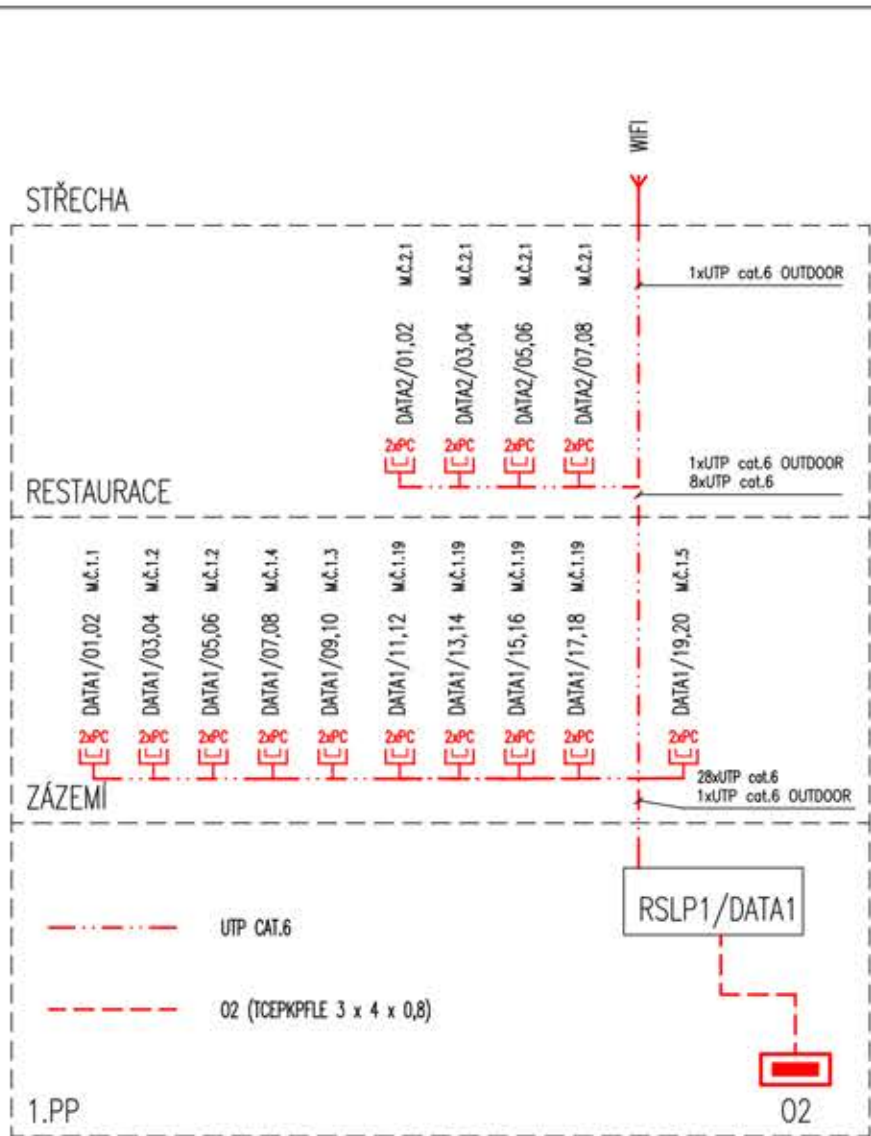 WIFI
STŘECHA
1xUTP cat.6 OUTDOOR
DATA2/01,02 M.Č.2.1
DATA2/03,04 M.Č.2.1
DATA2/05,06 M.Č.2.1
DATA2/07,08 M.Č.2.1
2xPC
2xPC
2xPC
2xPC
1xUTP cat.6 OUTDOOR
8xUTP cat.6
RESTAURACE
DATA1/01,02 M.Č.1.1
DATA1/03,04 M.Č.1.2
DATA1/05,06 M.Č.1.2
DATA1/07,08 M.Č.1.4
DATA1/09,10 M.Č.1.3
DATA1/11,12 M.Č.1.19
DATA1/13,14 M.Č.1.19
DATA1/15,16 M.Č.1.19
DATA1/17,18 M.Č.1.19
DATA1/19,20 M.Č.1.5
2xPC
2xPC
2xPC
2xPC
2xPC
2xPC
2xPC
2xPC
2xPC
2xPC
28xUTP cat.6
1xUTP cat.6 OUTDOOR
ZÁZEMÍ
RSLP1/DATA1
UTP CAT.6
O2 (TCEPKPFLE 3 x 4 x 0,8)
1.PP
O2